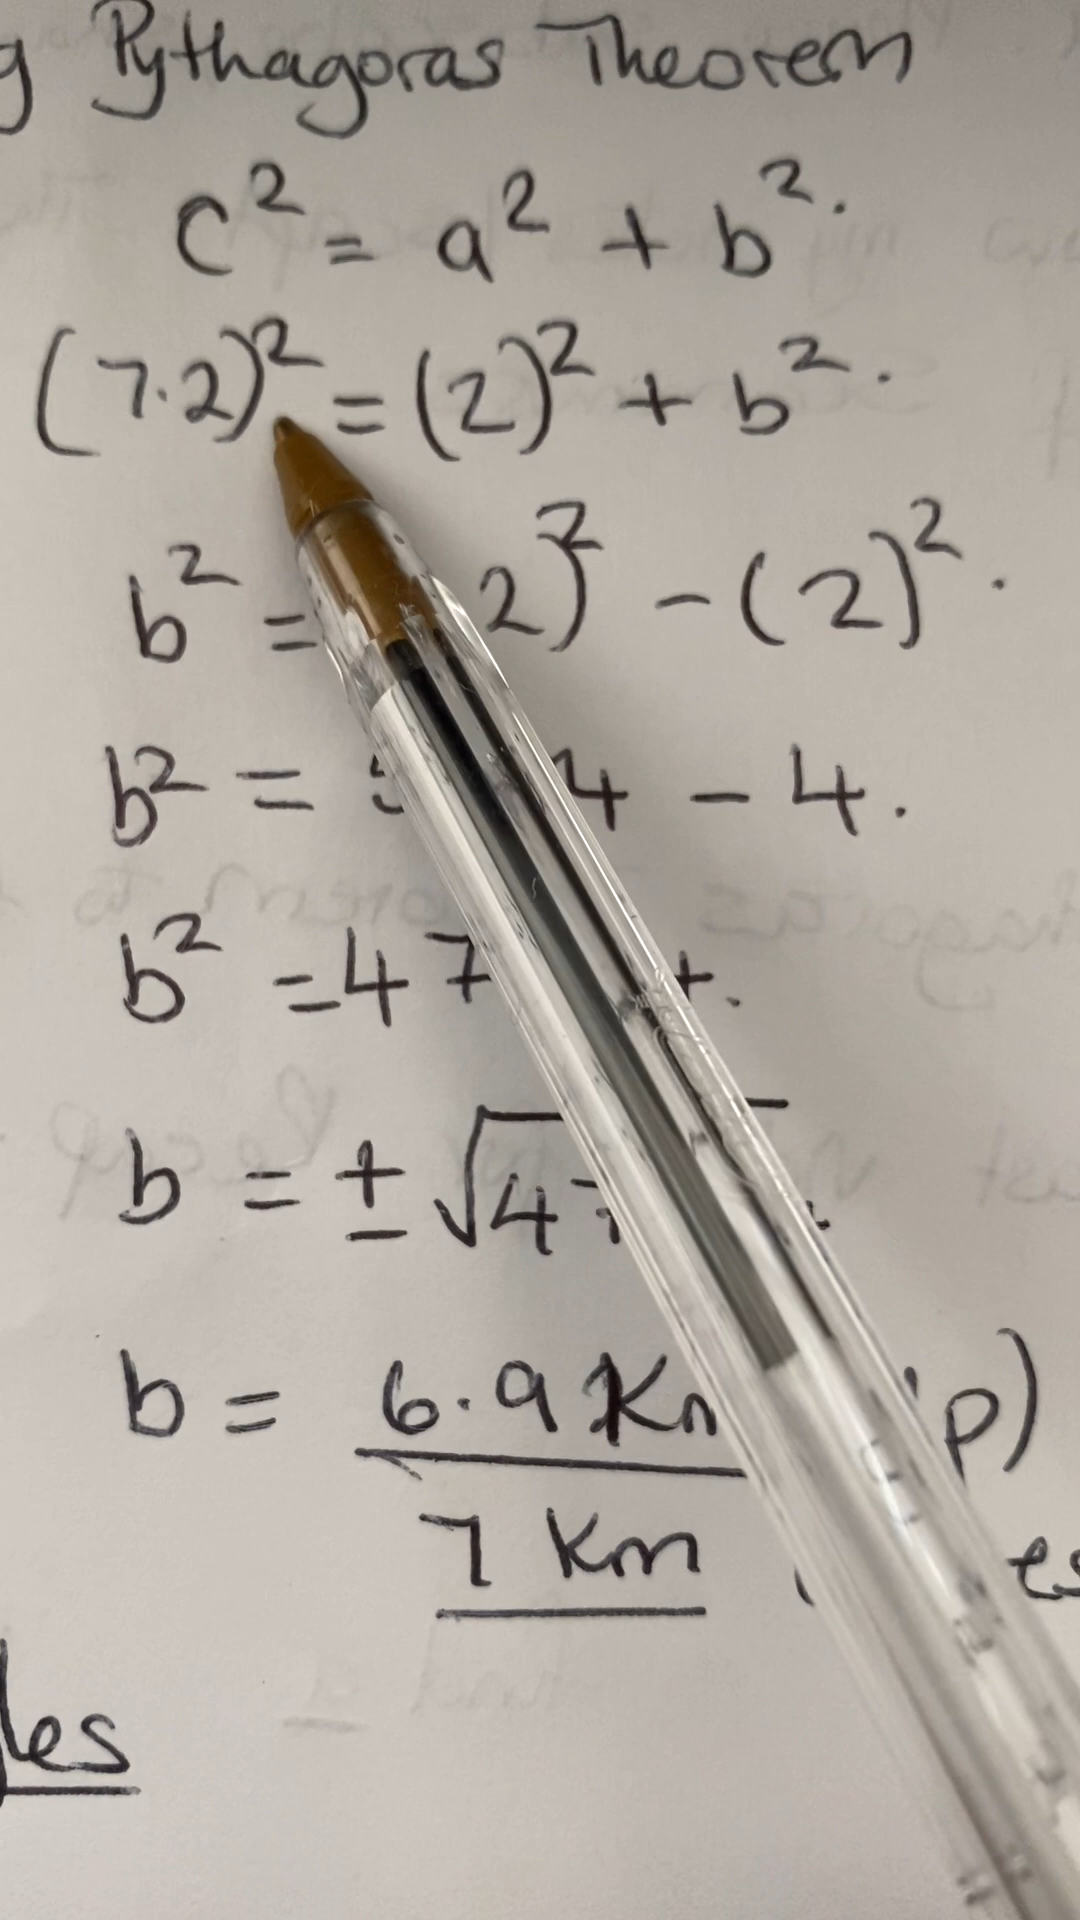 g Pythagoras Theorem
c² = a² + b².
(7.2)² = (2)² + b².
b² = 2)² - (2)².
b² = 4 - 4.
b² = 47
b = ± √47
b = 6.9 Km p)
7 Km es
les